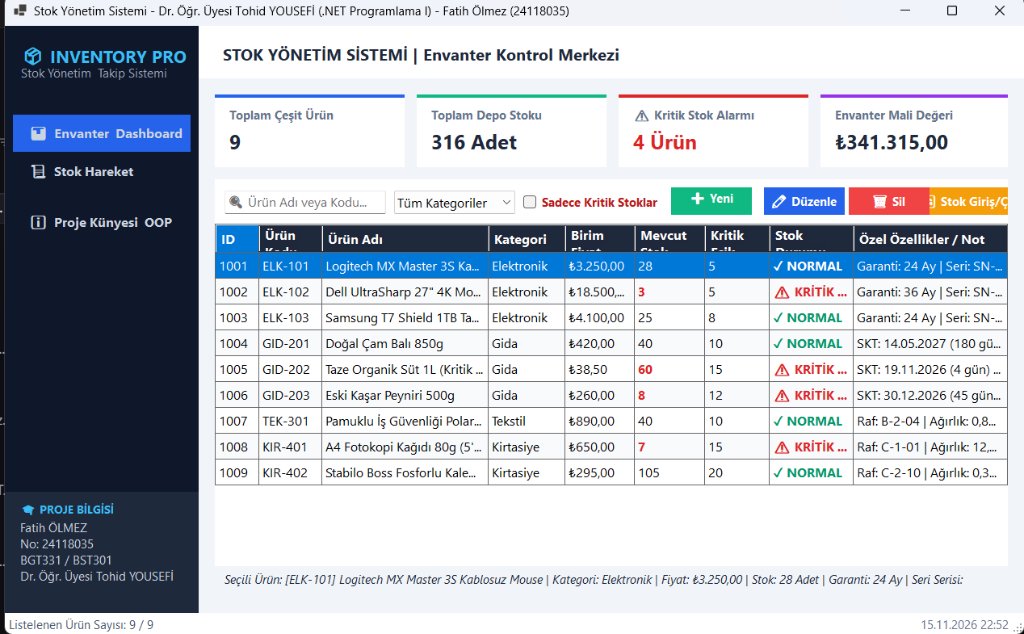 Stok Yönetim Sistemi - Dr. Öğr. Üyesi Tohid YOUSEFİ (.NET Programlama I) - Fatih Ölmez (24118035)
INVENTORY PRO
Stok Yönetim Takip Sistemi
Envanter Dashboard
Stok Hareket
Proje Künyesi OOP
PROJE BİLGİSİ
Fatih ÖLMEZ
No: 24118035
BGT331 / BST301
Dr. Öğr. Üyesi Tohid YOUSEFİ
STOK YÖNETİM SİSTEMİ | Envanter Kontrol Merkezi
Toplam Çeşit Ürün
9
Toplam Depo Stoku
316 Adet
Kritik Stok Alarmı
4 Ürün
Envanter Mali Değeri
₺341.315,00
Ürün Adı veya Kodu...
Tüm Kategoriler
Sadece Kritik Stoklar
Yeni
Düzenle
Sil
Stok Giriş/Ç
ID Ürün Ürün Adı Kategori Birim Mevcut Kritik Stok Özel Özellikler / Not
1001 ELK-101 Logitech MX Master 3S Ka... Elektronik ₺3.250,00 28 5 ✓ NORMAL Garanti: 24 Ay | Seri: SN-...
1002 ELK-102 Dell UltraSharp 27" 4K Mo... Elektronik ₺18.500,... 3 5 ⚠ KRİTİK ... Garanti: 36 Ay | Seri: SN-...
1003 ELK-103 Samsung T7 Shield 1TB Ta... Elektronik ₺4.100,00 25 8 ✓ NORMAL Garanti: 24 Ay | Seri: SN-...
1004 GID-201 Doğal Çam Balı 850g Gida ₺420,00 40 10 ✓ NORMAL SKT: 14.05.2027 (180 gü...
1005 GID-202 Taze Organik Süt 1L (Kritik ... Gida ₺38,50 60 15 ⚠ KRİTİK ... SKT: 19.11.2026 (4 gün) ...
1006 GID-203 Eski Kaşar Peyniri 500g Gida ₺260,00 8 12 ⚠ KRİTİK ... SKT: 30.12.2026 (45 gün...
1007 TEK-301 Pamuklu İş Güvenliği Polar... Tekstil ₺890,00 40 10 ✓ NORMAL Raf: B-2-04 | Ağırlık: 0,8...
1008 KIR-401 A4 Fotokopi Kağıdı 80g (5'... Kirtasiye ₺650,00 7 15 ⚠ KRİTİK ... Raf: C-1-01 | Ağırlık: 12,...
1009 KIR-402 Stabilo Boss Fosforlu Kale... Kirtasiye ₺295,00 105 20 ✓ NORMAL Raf: C-2-10 | Ağırlık: 0,3...
Seçili Ürün: [ELK-101] Logitech MX Master 3S Kablosuz Mouse | Kategori: Elektronik | Fiyat: ₺3.250,00 | Stok: 28 Adet | Garanti: 24 Ay | Seri Serisi:
Listelenen Ürün Sayısı: 9 / 9
15.11.2026 22:52